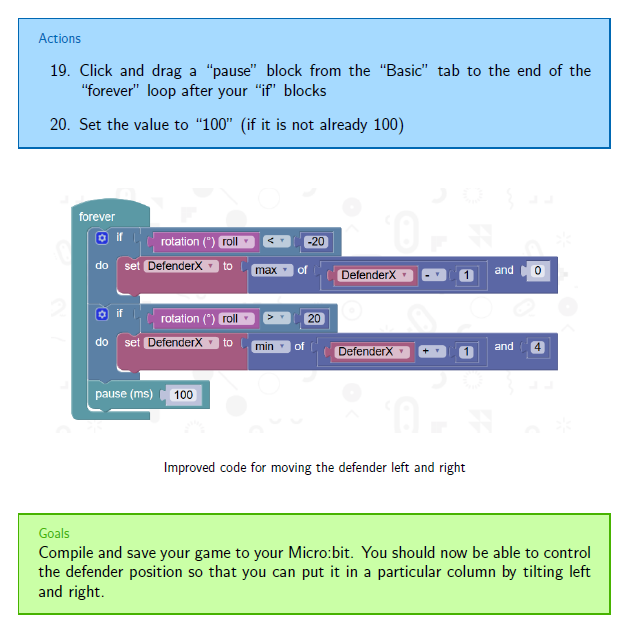 Actions
19. Click and drag a “pause” block from the “Basic” tab to the end of the
“forever” loop after your “if” blocks
20. Set the value to “100” (if it is not already 100)
forever
if rotation (°) roll < -20
do set DefenderX to max of DefenderX - 1 and 0
if rotation (°) roll > 20
do set DefenderX to min of DefenderX + 1 and 4
pause (ms) 100
Improved code for moving the defender left and right
Goals
Compile and save your game to your Micro:bit. You should now be able to control
the defender position so that you can put it in a particular column by tilting left
and right.